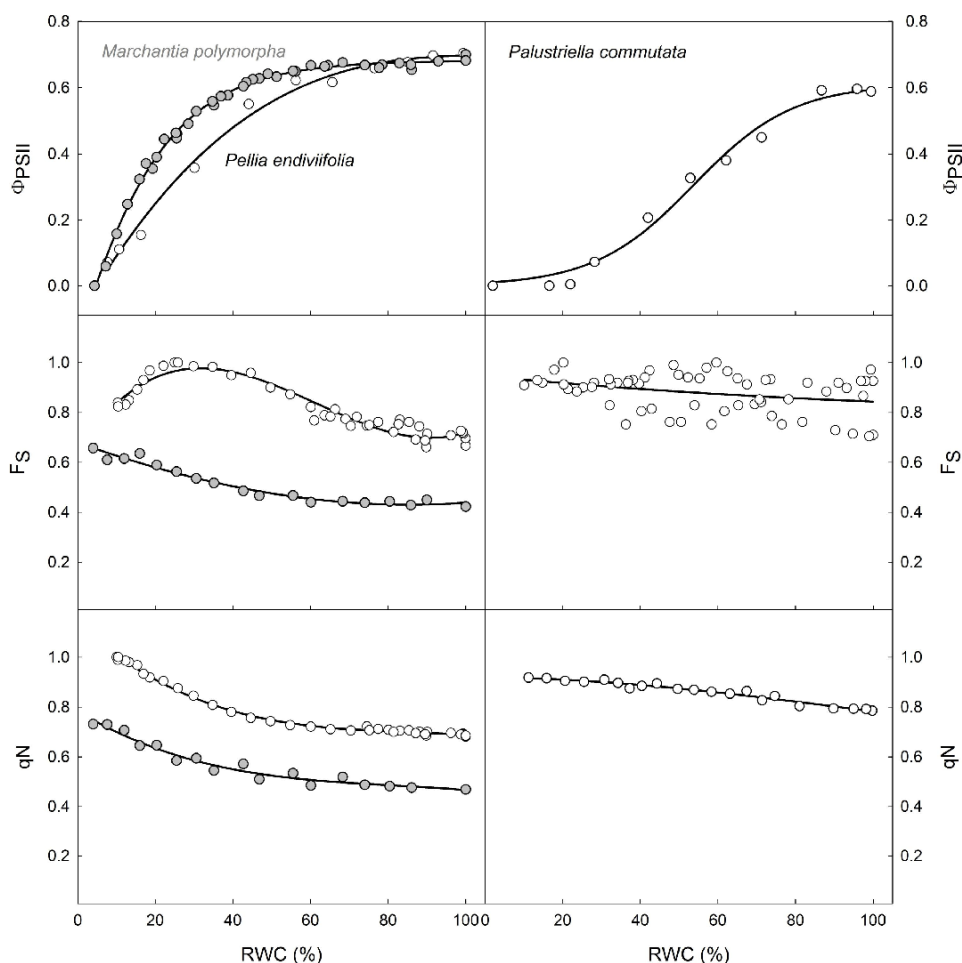 0.8
0.6
0.4
0.2
0.0
ΦPSII
Marchantia polymorpha
Pellia endiviifolia
Palustriella commutata
0.8
0.6
0.4
0.2
0.0
ΦPSII
1.0
0.8
0.6
0.4
0.2
FS
1.0
0.8
0.6
0.4
0.2
FS
1.0
0.8
0.6
0.4
0.2
qN
1.0
0.8
0.6
0.4
0.2
qN
0 20 40 60 80 100
0 20 40 60 80 100
RWC (%)
RWC (%)